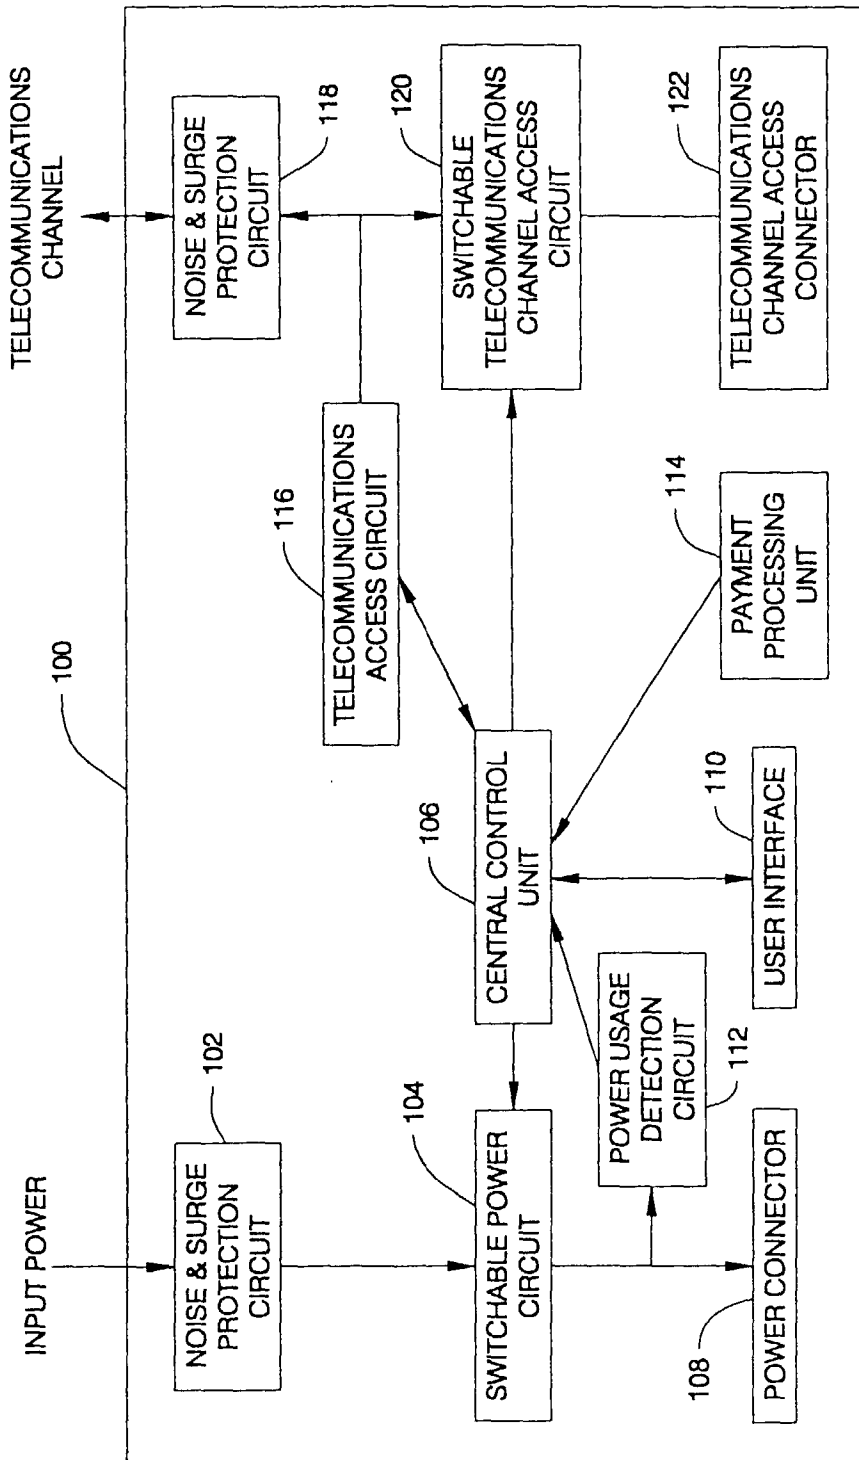 INPUT POWER
TELECOMMUNICATIONS
CHANNEL
100
102
NOISE & SURGE
PROTECTION
CIRCUIT
NOISE & SURGE
PROTECTION
CIRCUIT
118
116
TELECOMMUNICATIONS
ACCESS CIRCUIT
104
SWITCHABLE POWER
CIRCUIT
106
CENTRAL CONTROL
UNIT
120
SWITCHABLE
TELECOMMUNICATIONS
CHANNEL ACCESS
CIRCUIT
POWER USAGE
DETECTION
CIRCUIT
112
108
POWER CONNECTOR
110
USER INTERFACE
114
PAYMENT
PROCESSING
UNIT
122
TELECOMMUNICATIONS
CHANNEL ACCESS
CONNECTOR